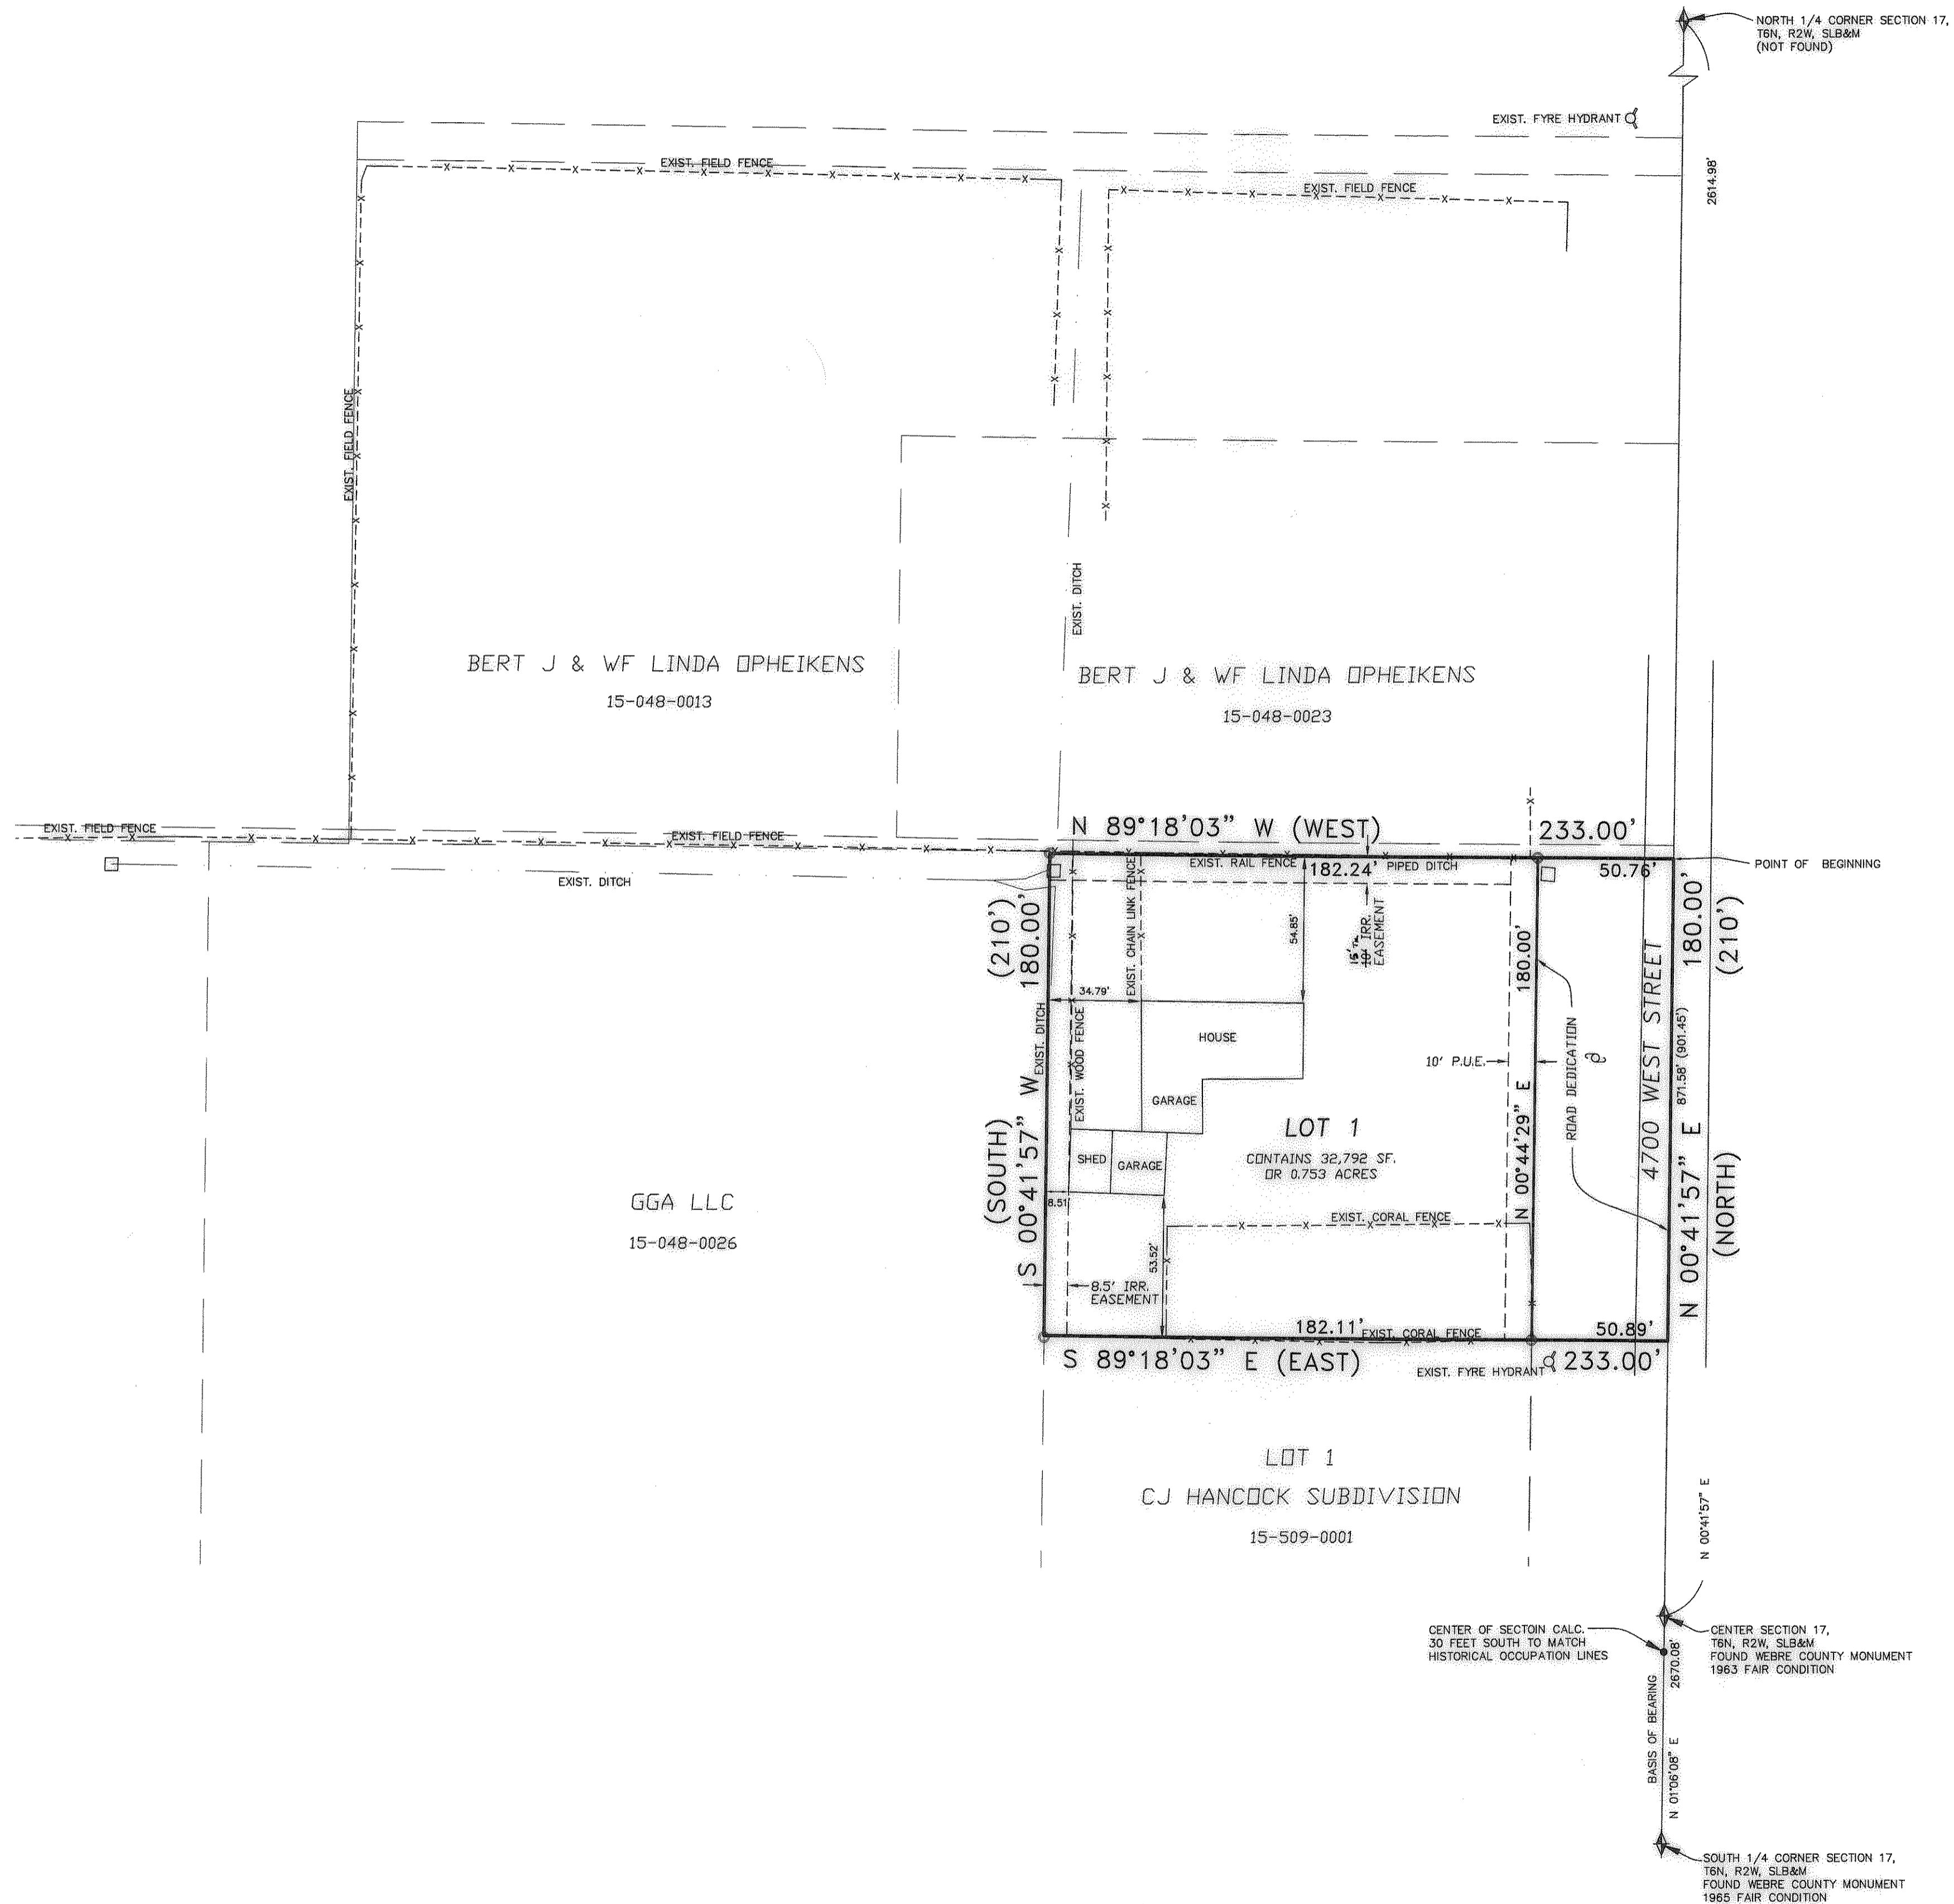 NORTH 1/4 CORNER SECTION 17,
T6N, R2W, SLB&M
(NOT FOUND)
EXIST. FYRE HYDRANT
2614.98'
EXIST. FIELD FENCE
EXIST. FIELD FENCE
EXIST. FIELD FENCE
EXIST. DITCH
BERT J & WF LINDA OPHEIKENS
15-048-0013
BERT J & WF LINDA OPHEIKENS
15-048-0023
EXIST. FIELD FENCE
EXIST. FIELD FENCE
EXIST. DITCH
N 89°18'03" W (WEST)
233.00'
EXIST. RAIL FENCE
182.24'
PIPED DITCH
50.76'
POINT OF BEGINNING
(210')
180.00'
EXIST. DITCH
S 00°41'57" W
(SOUTH)
EXIST. CHAIN LINK FENCE
EXIST. WOOD FENCE
34.79'
54.85'
15'
10' IRR.
EASEMENT
HOUSE
GARAGE
SHED
GARAGE
8.51'
53.52'
8.5' IRR.
EASEMENT
LOT 1
CONTAINS 32,792 SF.
OR 0.753 ACRES
EXIST. CORAL FENCE
10' P.U.E.
180.00'
N 00°44'29" E
ROAD DEDICATION
4700 WEST STREET
871.58' (901.45')
180.00'
(210')
N 00°41'57" E
(NORTH)
182.11'
EXIST. CORAL FENCE
50.89'
S 89°18'03" E (EAST)
EXIST. FYRE HYDRANT
233.00'
GGA LLC
15-048-0026
LOT 1
CJ HANCOCK SUBDIVISION
15-509-0001
N 00°41'57" E
CENTER OF SECTOIN CALC.
30 FEET SOUTH TO MATCH
HISTORICAL OCCUPATION LINES
CENTER SECTION 17,
T6N, R2W, SLB&M
FOUND WEBRE COUNTY MONUMENT
1963 FAIR CONDITION
2670.08'
BASIS OF BEARING
N 01°06'08" E
SOUTH 1/4 CORNER SECTION 17,
T6N, R2W, SLB&M
FOUND WEBRE COUNTY MONUMENT
1965 FAIR CONDITION